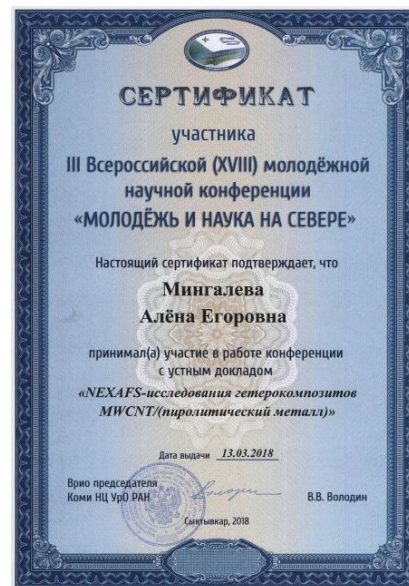 СЕРТИФИКАТ
участника
III Всероссийской (XVIII) молодёжной
научной конференции
«МОЛОДЁЖЬ И НАУКА НА СЕВЕРЕ»
Настоящий сертификат подтверждает, что
Мингалева
Алёна Егоровна
принимал(а) участие в работе конференции
с устным докладом
«NEXAFS-исследования гетерокомпозитов
MWCNT/(пиролитический металл)»
Дата выдачи 13.03.2018
Врио председателя
Коми НЦ УрО РАН
В.В. Володин
Сыктывкар, 2018